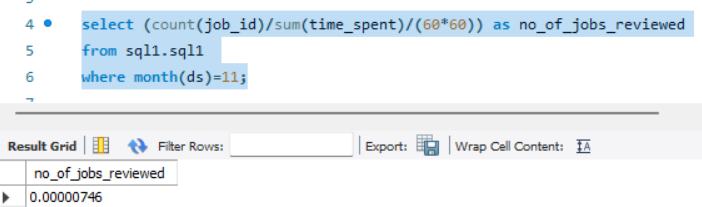 4 select (count(job_id)/sum(time_spent)/(60*60)) as no_of_jobs_reviewed
5 from sql1.sql1
6 where month(ds)=11;
Result Grid Filter Rows: Export: Wrap Cell Content: IA
no_of_jobs_reviewed
0.00000746